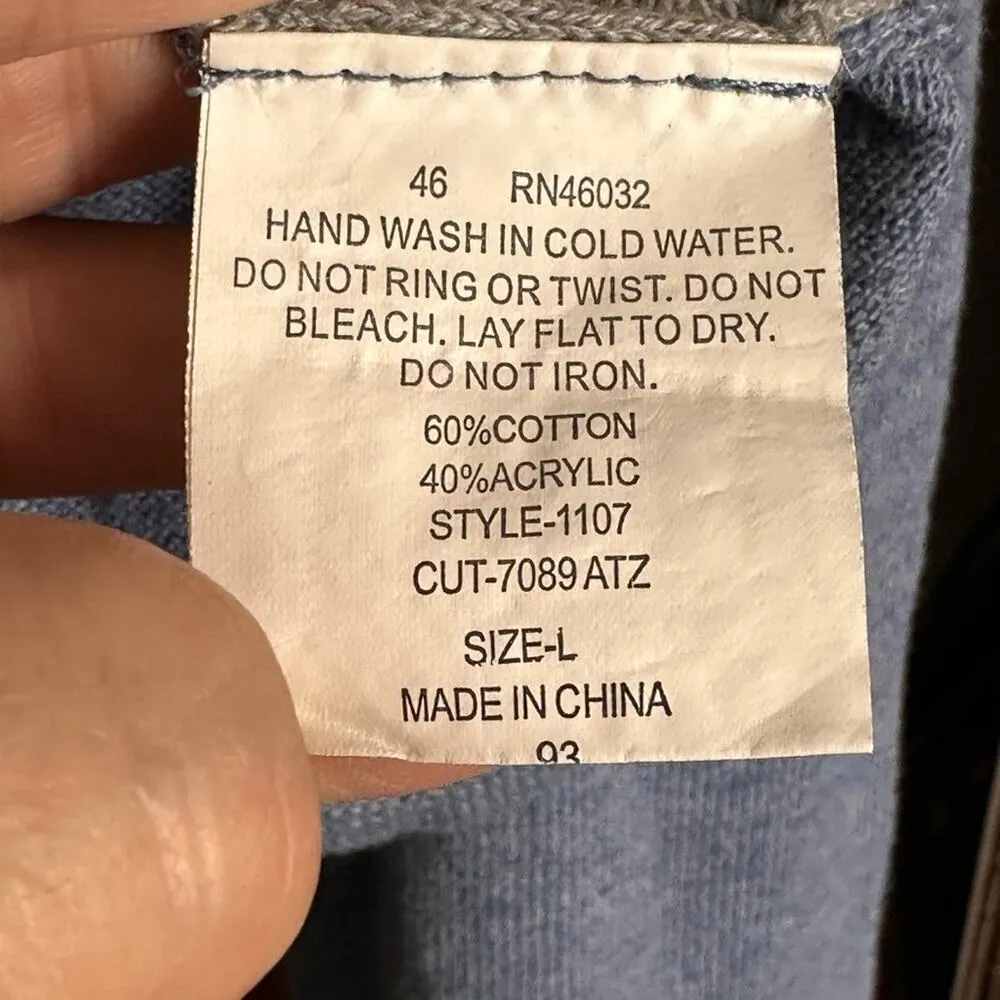 46 RN46032
HAND WASH IN COLD WATER.
DO NOT RING OR TWIST. DO NOT
BLEACH. LAY FLAT TO DRY.
DO NOT IRON.
60%COTTON
40%ACRYLIC
STYLE-1107
CUT-7089 ATZ
SIZE-L
MADE IN CHINA
93